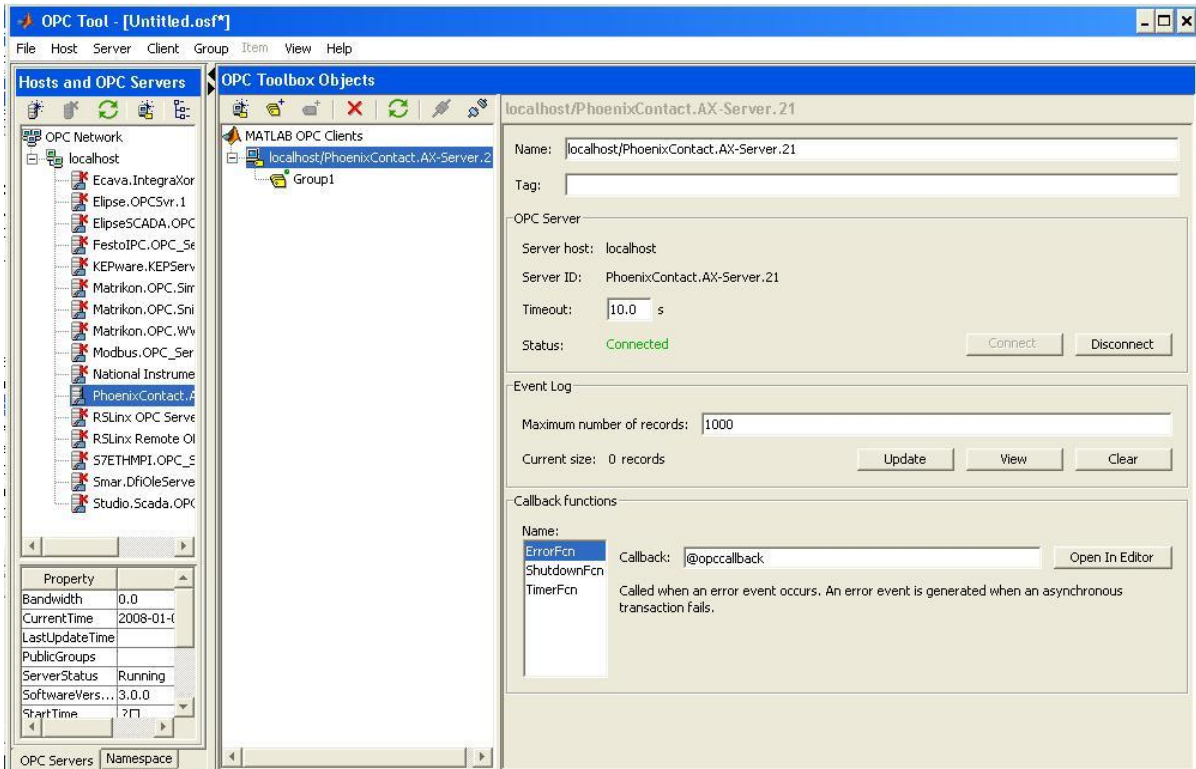 OPC Tool - [Untitled.osf*]
File Host Server Client Group Item View Help
Hosts and OPC Servers
OPC Network
localhost
Ecava.IntegraXor
Elipse.OPCSvr.1
ElipseSCADA.OPC
FestoIPC.OPC_Se
KEPware.KEPServ
Matrikon.OPC.Sim
Matrikon.OPC.Sni
Matrikon.OPC.WW
Modbus.OPC_Ser
National Instrume
PhoenixContact.A
RSLinx OPC Serve
RSLinx Remote O
S7ETHMPI.OPC_S
Smar.DfiOleServe
Studio.Scada.OPC
Property
Bandwidth 0.0
CurrentTime 2008-01-0
LastUpdateTime
PublicGroups
ServerStatus Running
SoftwareVers... 3.0.0
StartTime
OPC Servers Namespace
OPC Toolbox Objects
MATLAB OPC Clients
localhost/PhoenixContact.AX-Server.2
Group1
localhost/PhoenixContact.AX-Server.21
Name: localhost/PhoenixContact.AX-Server.21
Tag:
OPC Server
Server host: localhost
Server ID: PhoenixContact.AX-Server.21
Timeout: 10.0 s
Status: Connected Connect Disconnect
Event Log
Maximum number of records: 1000
Current size: 0 records Update View Clear
Callback functions
Name:
ErrorFcn
ShutdownFcn
TimerFcn
Callback: @opccallback Open In Editor
Called when an error event occurs. An error event is generated when an asynchronous
transaction fails.